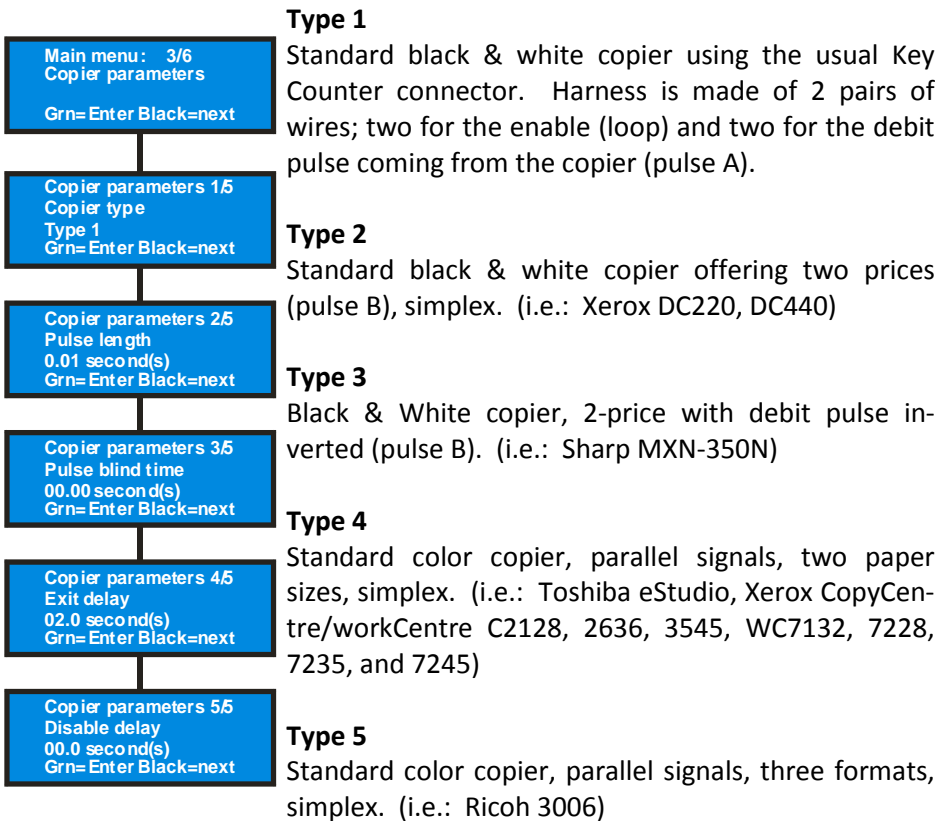 Main menu: 3/6
Copier parameters
Grn=Enter Black=next
Copier parameters 1/5
Copier type
Type 1
Grn=Enter Black=next
Copier parameters 2/5
Pulse length
0.01 second(s)
Grn=Enter Black=next
Copier parameters 3/5
Pulse blind time
00.00 second(s)
Grn=Enter Black=next
Copier parameters 4/5
Exit delay
02.0 second(s)
Grn=Enter Black=next
Copier parameters 5/5
Disable delay
00.0 second(s)
Grn=Enter Black=next
Type 1
Standard black & white copier using the usual Key
Counter connector. Harness is made of 2 pairs of
wires; two for the enable (loop) and two for the debit
pulse coming from the copier (pulse A).
Type 2
Standard black & white copier offering two prices
(pulse B), simplex. (i.e.: Xerox DC220, DC440)
Type 3
Black & White copier, 2-price with debit pulse in-
verted (pulse B). (i.e.: Sharp MXN-350N)
Type 4
Standard color copier, parallel signals, two paper
sizes, simplex. (i.e.: Toshiba eStudio, Xerox CopyCen-
tre/workCentre C2128, 2636, 3545, WC7132, 7228,
7235, and 7245)
Type 5
Standard color copier, parallel signals, three formats,
simplex. (i.e.: Ricoh 3006)